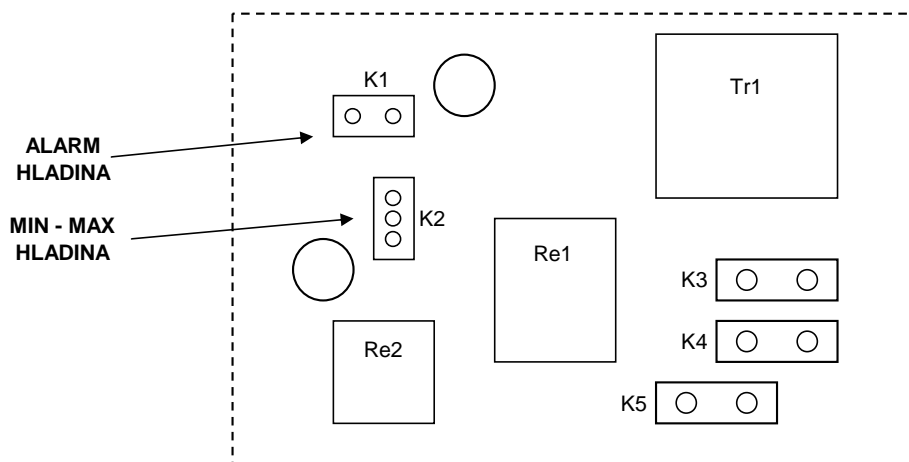 K1
Tr1
ALARM
HLADINA
MIN - MAX
HLADINA
K2
Re1
K3
Re2
K4
K5